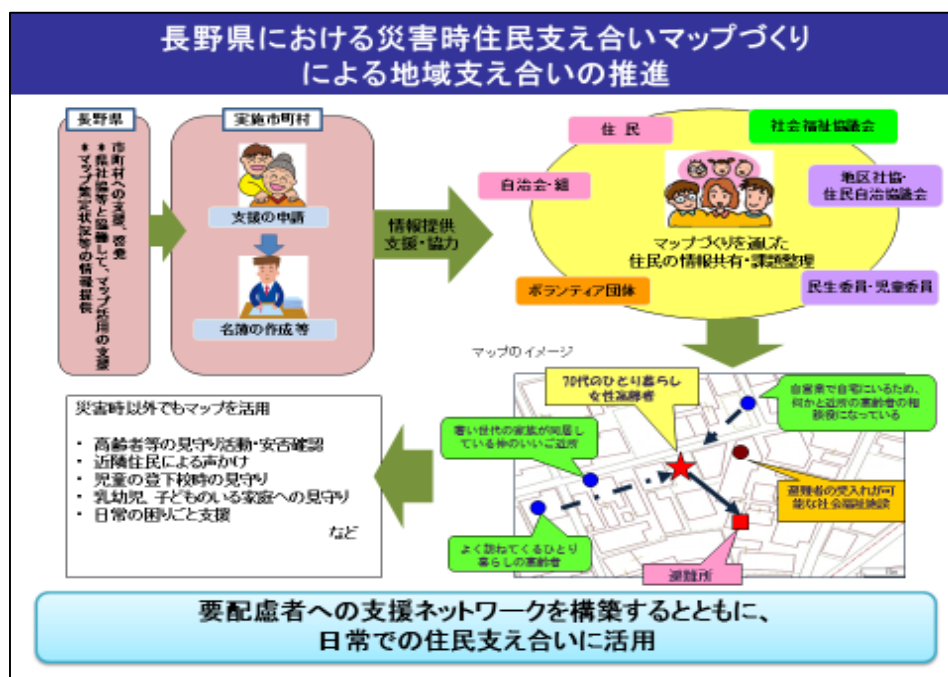 長野県における災害時住民支え合いマップづくり
による地域支え合いの推進
長野県
市町村への支援、啓発
＊県社協等と協働して、マップ活用の支援
＊マップ策定状況等の情報提供
実施市町村
支援の申請
名簿の作成等
情報提供
支援・協力
住 民
社会福祉協議会
自治会・組
地区社協・
住民自治協議会
マップづくりを通した
住民の情報共有・課題整理
ボランティア団体
民生委員・児童委員
マップのイメージ
70代のひとり暮らし
女性高齢者
自営業で自宅にいるため、
何かと近所の高齢者の相
談役になっている
若い世代の家族が同居し
ている仲のいいご近所
避難者の受入れが可
能な社会福祉施設
よく訪ねてくるひとり
暮らしの高齢者
避難所
災害時以外でもマップを活用
・ 高齢者等の見守り活動・安否確認
・ 近隣住民による声かけ
・ 児童の登下校時の見守り
・ 乳幼児、子どものいる家庭への見守り
・ 日常の困りごと支援
など
要配慮者への支援ネットワークを構築するとともに、
日常での住民支え合いに活用